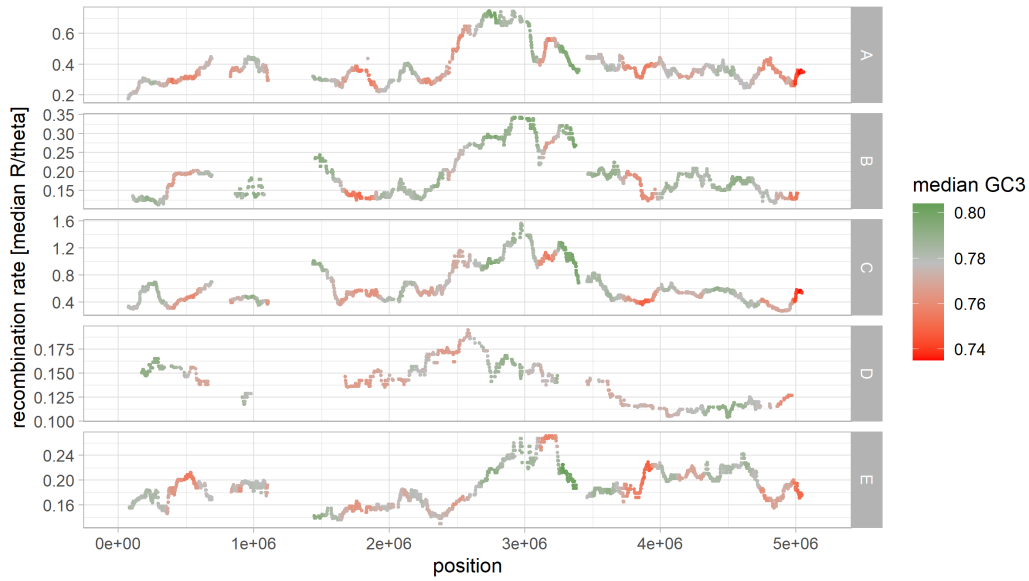 recombination rate [median R/theta]
0.6
0.4
0.2
A
0.35
0.30
0.25
0.20
0.15
B
1.6
1.2
0.8
0.4
C
0.175
0.150
0.125
0.100
D
0.24
0.20
0.16
E
0e+00 1e+06 2e+06 3e+06 4e+06 5e+06
position
median GC3
0.80
0.78
0.76
0.74